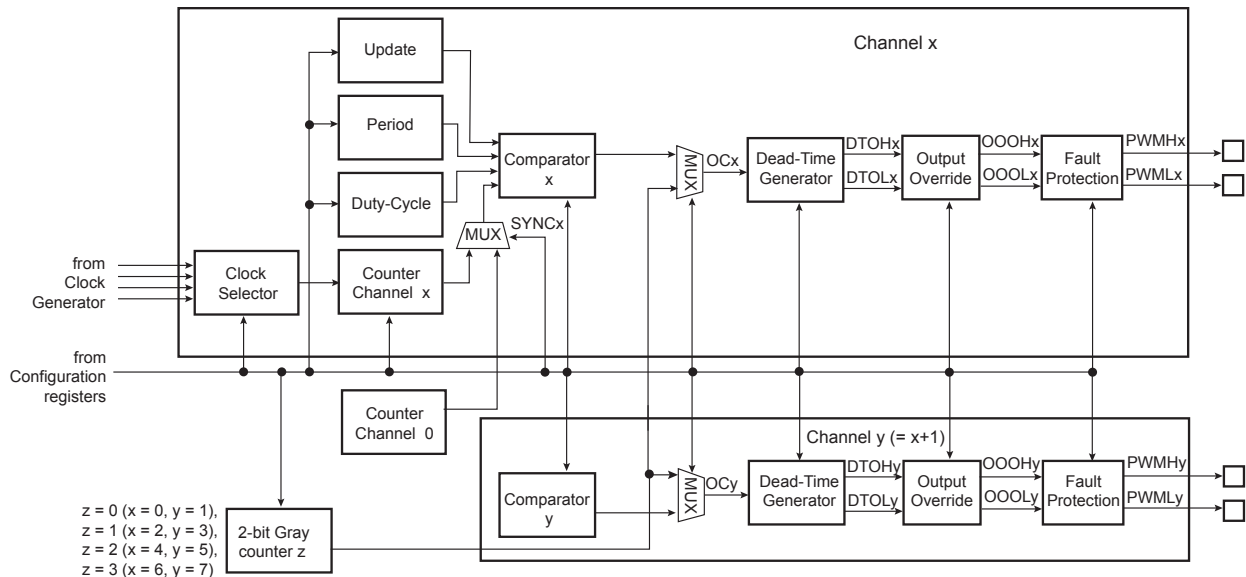 Channel x
Update
Period
Duty-Cycle
Comparator
x
MUX
SYNCx
MUX
OCx
Dead-Time
Generator
DTOHx
DTOLx
Output
Override
OOOHx
OOOLx
Fault
Protection
PWMHx
PWMLx
from
Clock
Generator
Clock
Selector
Counter
Channel x
from
Configuration
registers
Counter
Channel 0
Channel y (= x+1)
Comparator
y
MUX
OCy
Dead-Time
Generator
DTOHy
DTOLy
Output
Override
OOOHy
OOOLy
Fault
Protection
PWMHy
PWMLy
z = 0 (x = 0, y = 1),
z = 1 (x = 2, y = 3),
z = 2 (x = 4, y = 5),
z = 3 (x = 6, y = 7)
2-bit Gray
counter z